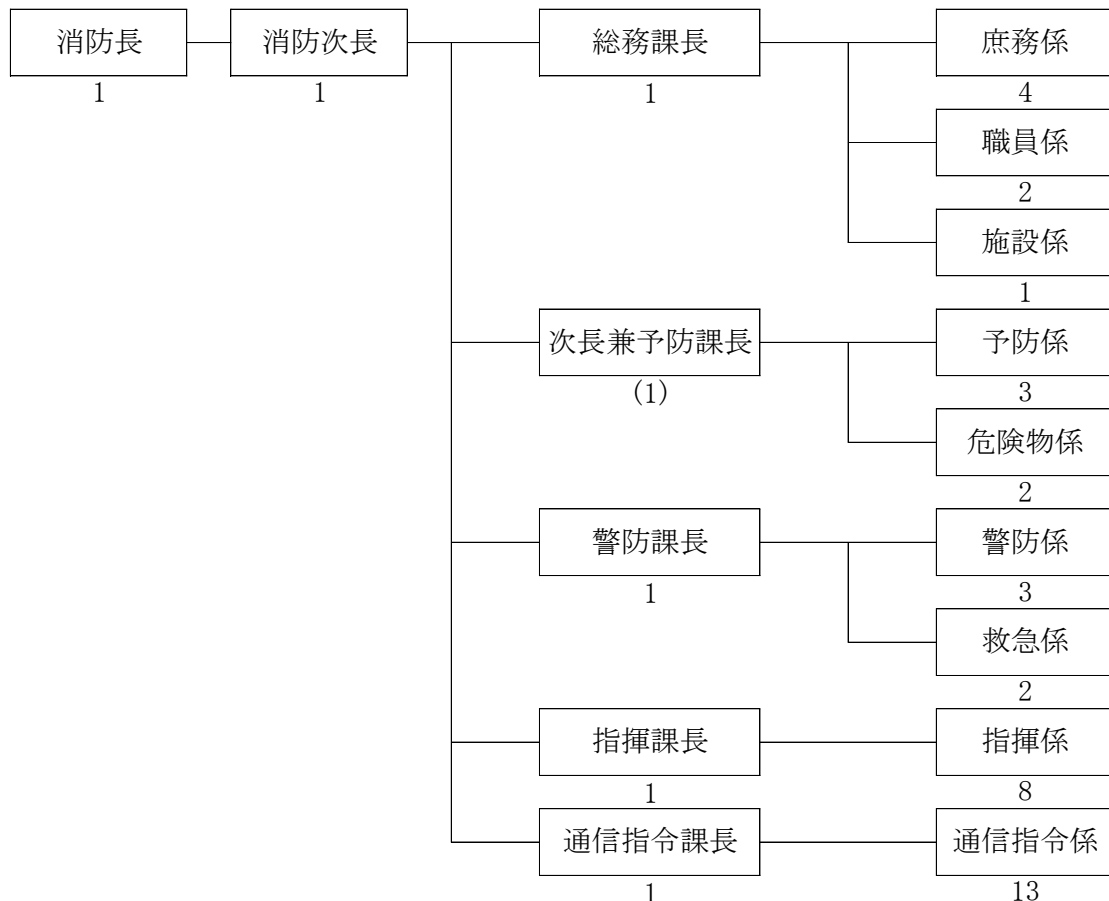 消防長 消防次長 総務課長 庶務係
1 1 1 4
職員係
2
施設係
1
次長兼予防課長 予防係
(1) 3
危険物係
2
警防課長 警防係
1 3
救急係
2
指揮課長 指揮係
1 8
通信指令課長 通信指令係
1 13